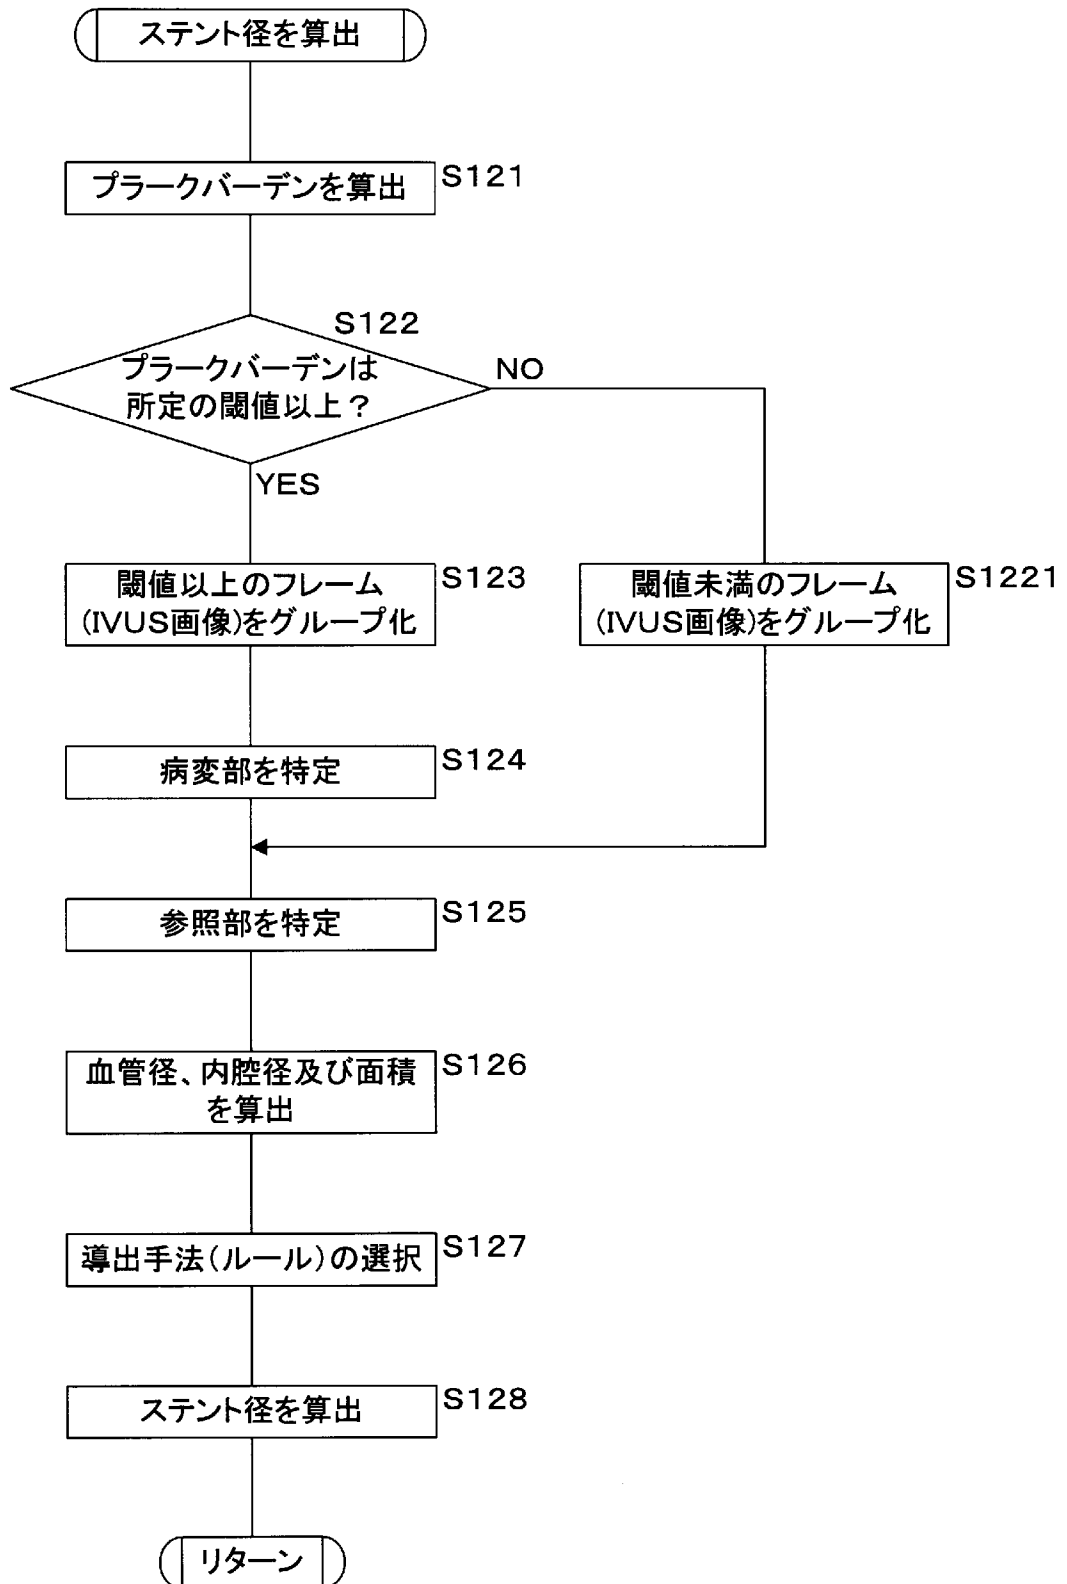 ステント径を算出
プラークバーデンを算出
S121
S122
プラークバーデンは
所定の閾値以上？
NO
YES
閾値以上のフレーム
(IVUS画像)をグループ化
S123
閾値未満のフレーム
(IVUS画像)をグループ化
S1221
病変部を特定
S124
参照部を特定
S125
血管径、内腔径及び面積
を算出
S126
導出手法(ルール)の選択
S127
ステント径を算出
S128
リターン